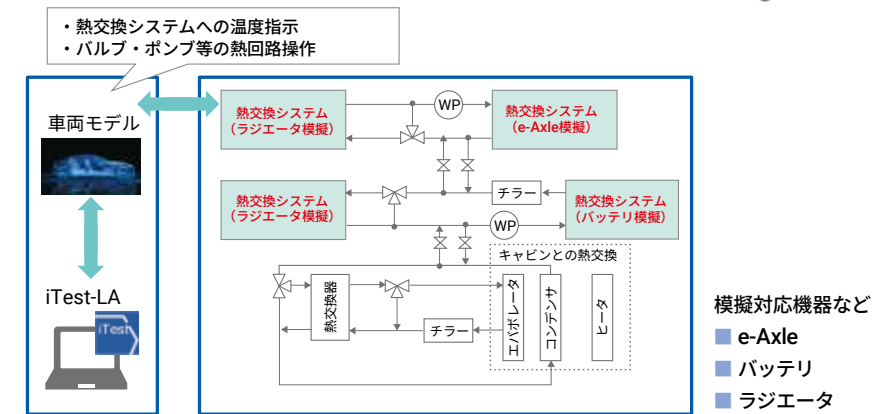 ・熱交換システムへの温度指示
・バルブ・ポンプ等の熱回路操作
車両モデル
iTest-LA
iTest
熱交換システム
（ラジエータ模擬）
WP
熱交換システム
（e-Axle模擬）
熱交換システム
（ラジエータ模擬）
チラー
熱交換システム
（バッテリ模擬）
WP
キャビンとの熱交換
熱交換器
チラー
エバポレータ
コンデンサ
ヒータ
模擬対応機器など
e-Axle
バッテリ
ラジエータ